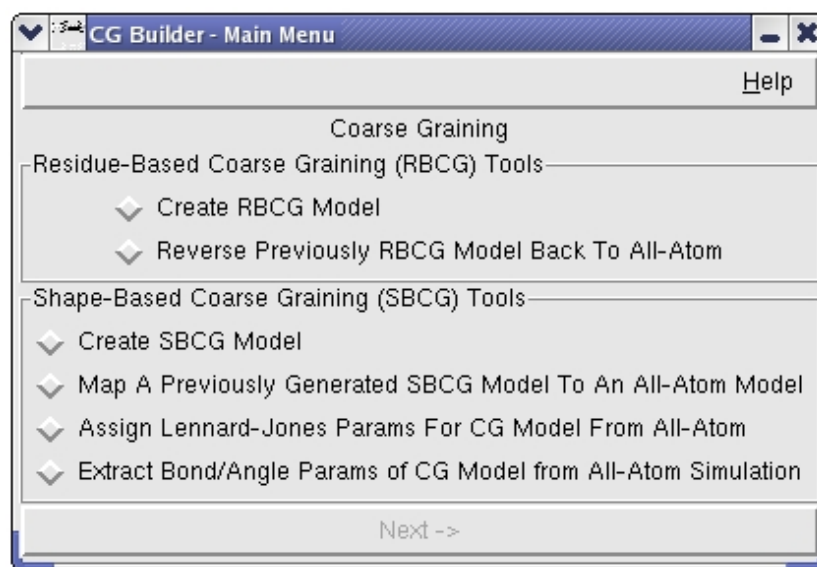 CG Builder - Main Menu
Help
Coarse Graining
Residue-Based Coarse Graining (RBCG) Tools
Create RBCG Model
Reverse Previously RBCG Model Back To All-Atom
Shape-Based Coarse Graining (SBCG) Tools
Create SBCG Model
Map A Previously Generated SBCG Model To An All-Atom Model
Assign Lennard-Jones Params For CG Model From All-Atom
Extract Bond/Angle Params of CG Model from All-Atom Simulation
Next ->